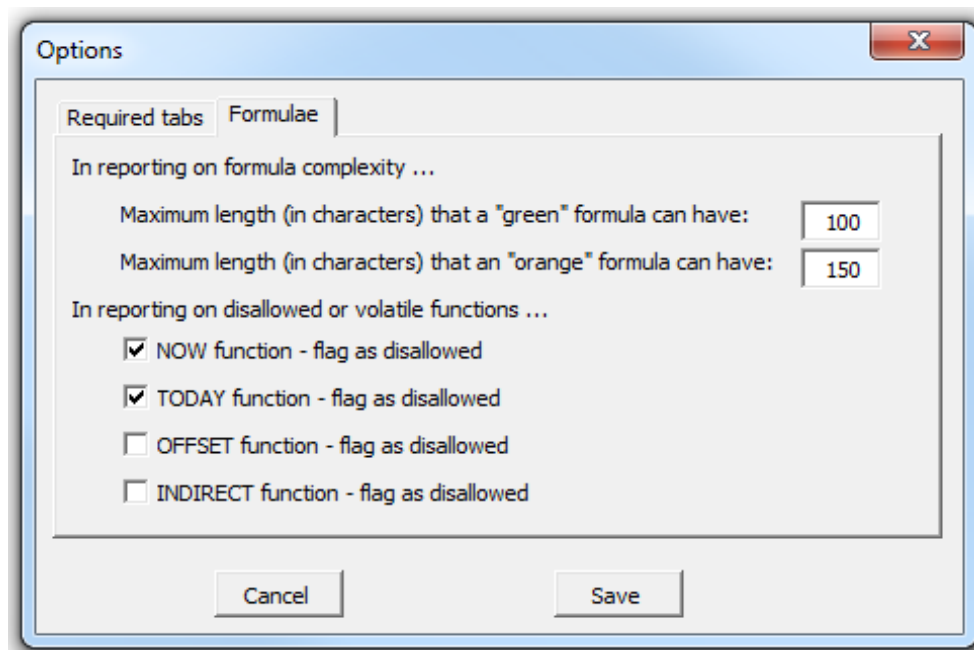 Options
Required tabs Formulae
In reporting on formula complexity ...
Maximum length (in characters) that a "green" formula can have: 100
Maximum length (in characters) that an "orange" formula can have: 150
In reporting on disallowed or volatile functions ...
NOW function - flag as disallowed
TODAY function - flag as disallowed
OFFSET function - flag as disallowed
INDIRECT function - flag as disallowed
Cancel Save